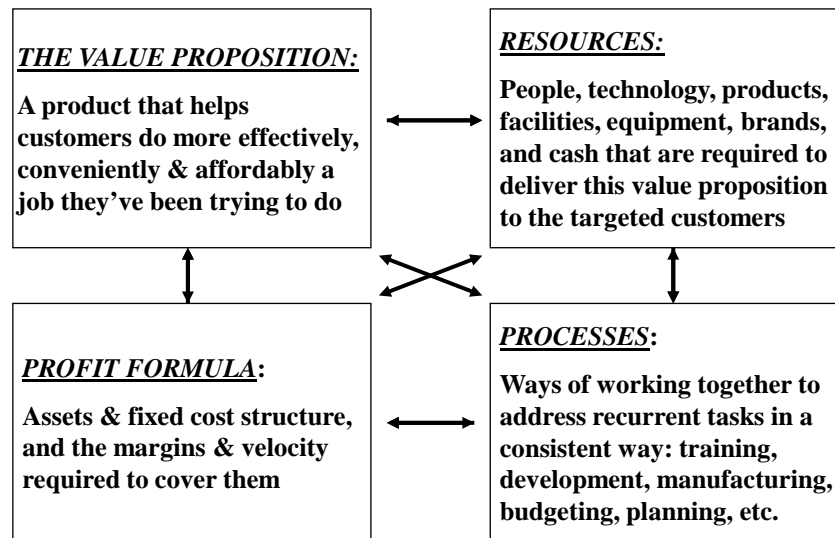 THE VALUE PROPOSITION:
A product that helps
customers do more effectively,
conveniently & affordably a
job they’ve been trying to do
RESOURCES:
People, technology, products,
facilities, equipment, brands,
and cash that are required to
deliver this value proposition
to the targeted customers
PROFIT FORMULA:
Assets & fixed cost structure,
and the margins & velocity
required to cover them
PROCESSES:
Ways of working together to
address recurrent tasks in a
consistent way: training,
development, manufacturing,
budgeting, planning, etc.